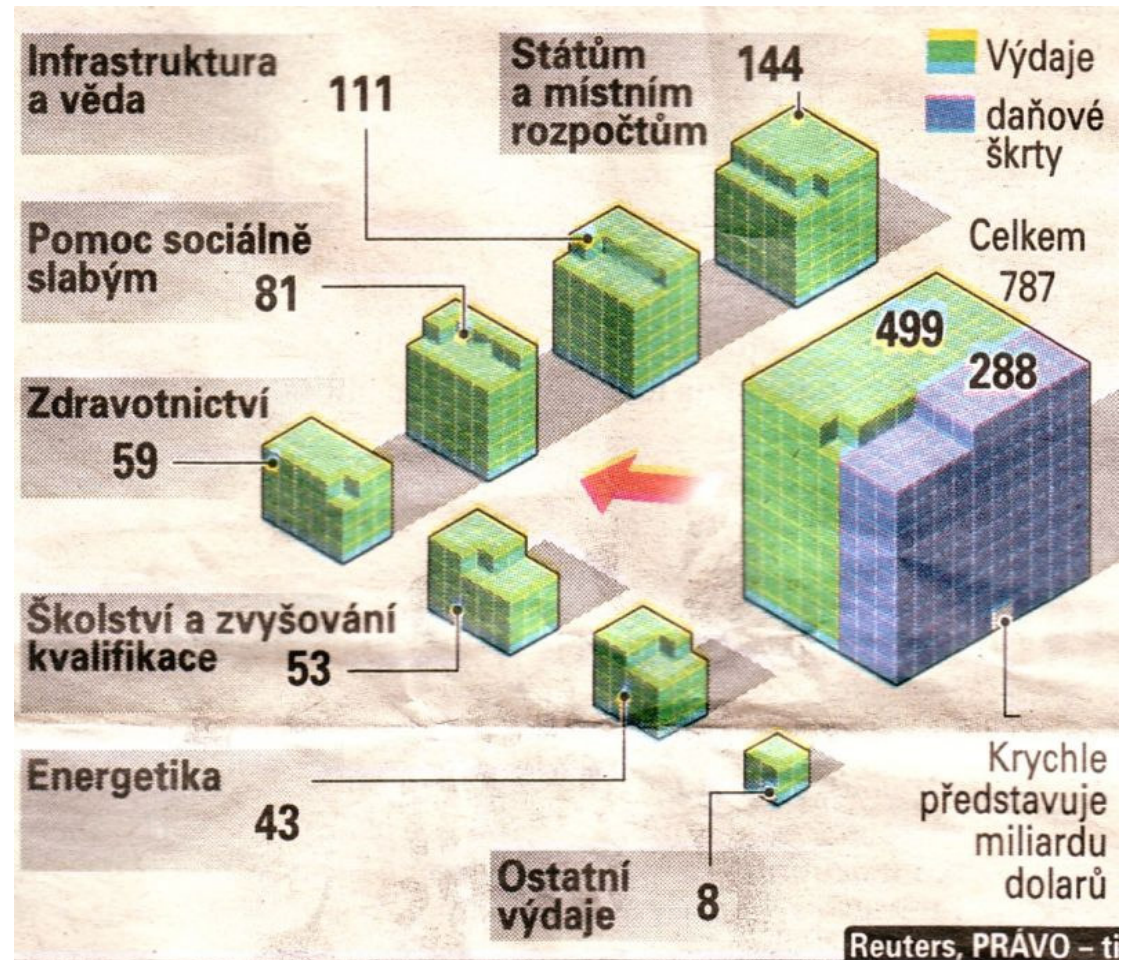 Infrastruktura
a věda
111
Státům
a místním
rozpočtům
144
Výdaje
daňové
škrty
Pomoc sociálně
slabým
81
Celkem
787
499
288
Zdravotnictví
59
Školství a zvyšování
kvalifikace
53
Energetika
43
Ostatní
výdaje
8
Krychle
představuje
miliardu
dolarů
Reuters, PRÁVO – ti